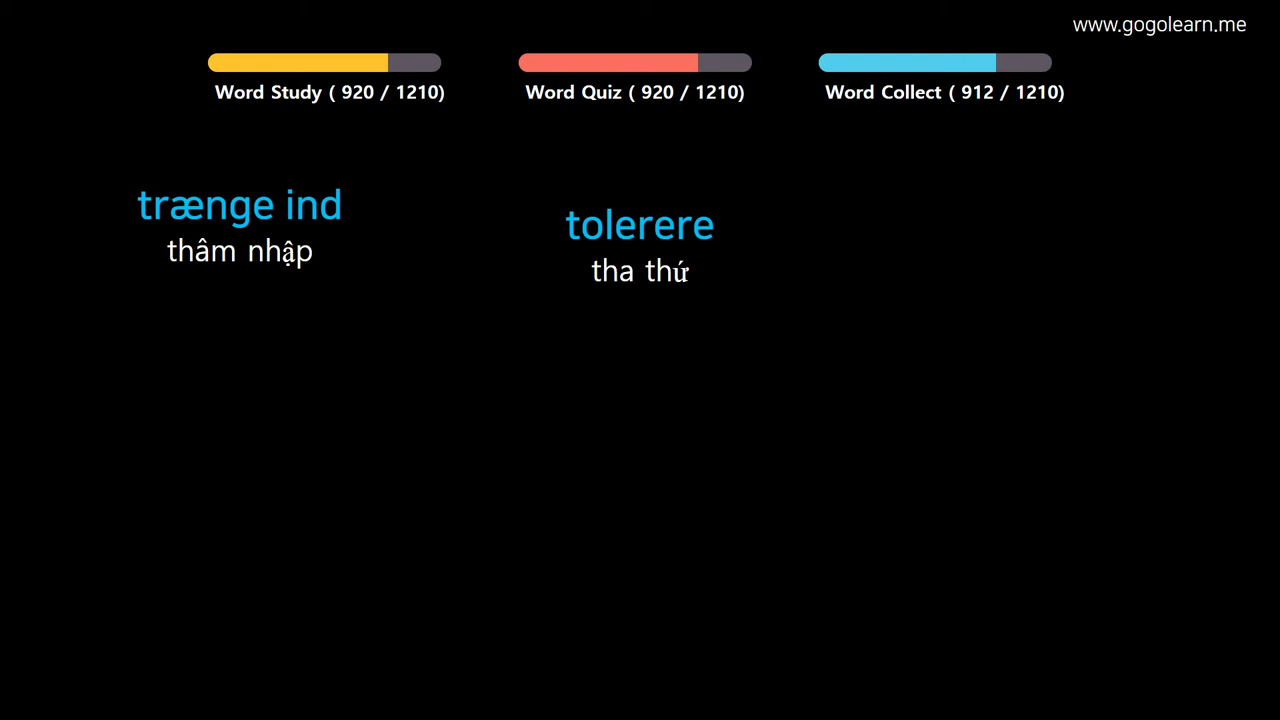 www.gogolearn.me
Word Study ( 920 / 1210)
Word Quiz ( 920 / 1210)
Word Collect ( 912 / 1210)
trænge ind
thâm nhập
tolerere
tha thứ